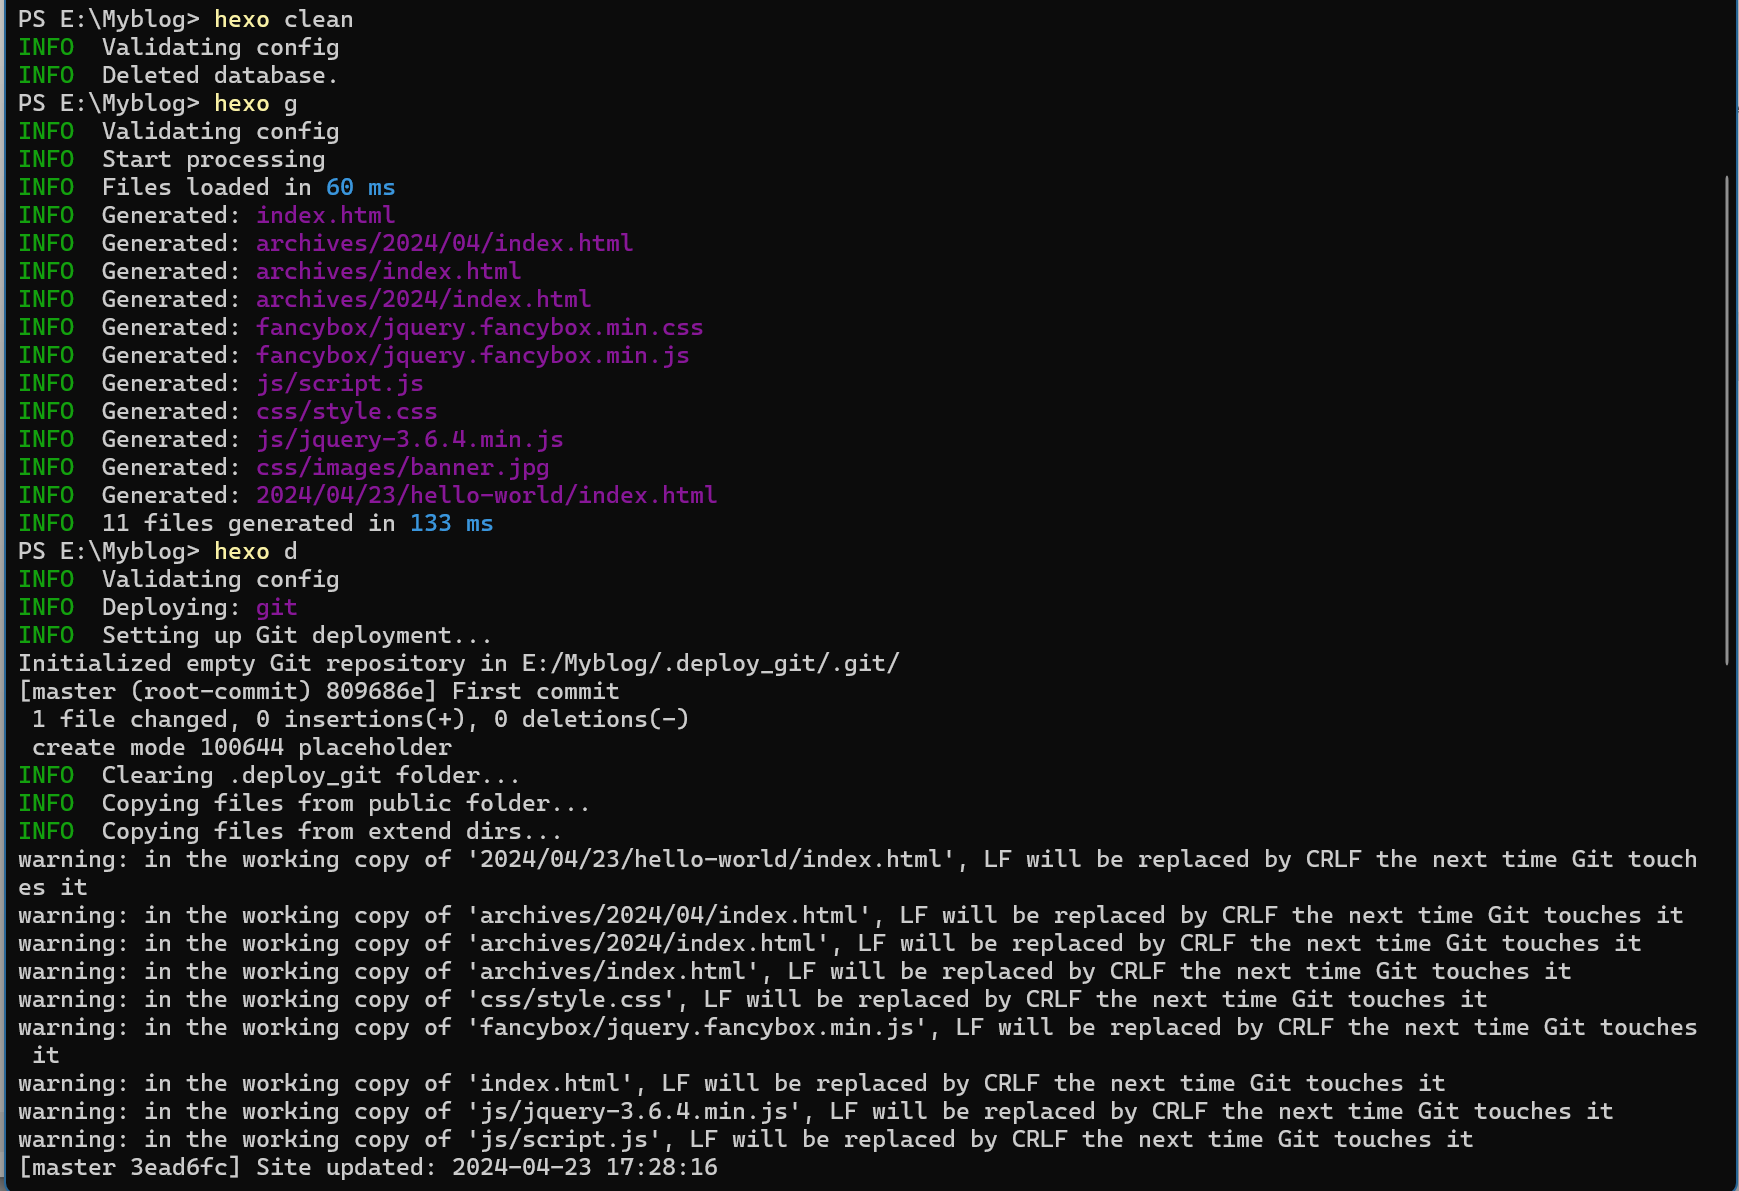 PS E:\Myblog> hexo clean
INFO  Validating config
INFO  Deleted database.
PS E:\Myblog> hexo g
INFO  Validating config
INFO  Start processing
INFO  Files loaded in 60 ms
INFO  Generated: index.html
INFO  Generated: archives/2024/04/index.html
INFO  Generated: archives/index.html
INFO  Generated: archives/2024/index.html
INFO  Generated: fancybox/jquery.fancybox.min.css
INFO  Generated: fancybox/jquery.fancybox.min.js
INFO  Generated: js/script.js
INFO  Generated: css/style.css
INFO  Generated: js/jquery-3.6.4.min.js
INFO  Generated: css/images/banner.jpg
INFO  Generated: 2024/04/23/hello-world/index.html
INFO  11 files generated in 133 ms
PS E:\Myblog> hexo d
INFO  Validating config
INFO  Deploying: git
INFO  Setting up Git deployment...
Initialized empty Git repository in E:/Myblog/.deploy_git/.git/
[master (root-commit) 809686e] First commit
 1 file changed, 0 insertions(+), 0 deletions(-)
 create mode 100644 placeholder
INFO  Clearing .deploy_git folder...
INFO  Copying files from public folder...
INFO  Copying files from extend dirs...
warning: in the working copy of '2024/04/23/hello-world/index.html', LF will be replaced by CRLF the next time Git touch
es it
warning: in the working copy of 'archives/2024/04/index.html', LF will be replaced by CRLF the next time Git touches it
warning: in the working copy of 'archives/2024/index.html', LF will be replaced by CRLF the next time Git touches it
warning: in the working copy of 'archives/index.html', LF will be replaced by CRLF the next time Git touches it
warning: in the working copy of 'css/style.css', LF will be replaced by CRLF the next time Git touches it
warning: in the working copy of 'fancybox/jquery.fancybox.min.js', LF will be replaced by CRLF the next time Git touches
 it
warning: in the working copy of 'index.html', LF will be replaced by CRLF the next time Git touches it
warning: in the working copy of 'js/jquery-3.6.4.min.js', LF will be replaced by CRLF the next time Git touches it
warning: in the working copy of 'js/script.js', LF will be replaced by CRLF the next time Git touches it
[master 3ead6fc] Site updated: 2024-04-23 17:28:16